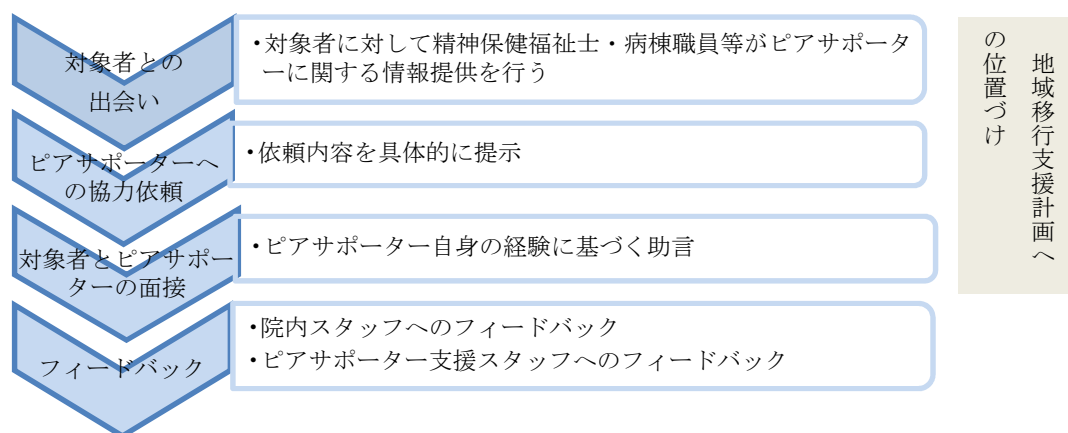 対象者との
出会い
・対象者に対して精神保健福祉士・病棟職員等がピアサポータ
ーに関する情報提供を行う
ピアサポーターへ
の協力依頼
・依頼内容を具体的に提示
対象者とピアサポー
ターの面接
・ピアサポーター自身の経験に基づく助言
フィードバック
・院内スタッフへのフィードバック
・ピアサポーター支援スタッフへのフィードバック
地域移行支援計画へ
の位置づけ